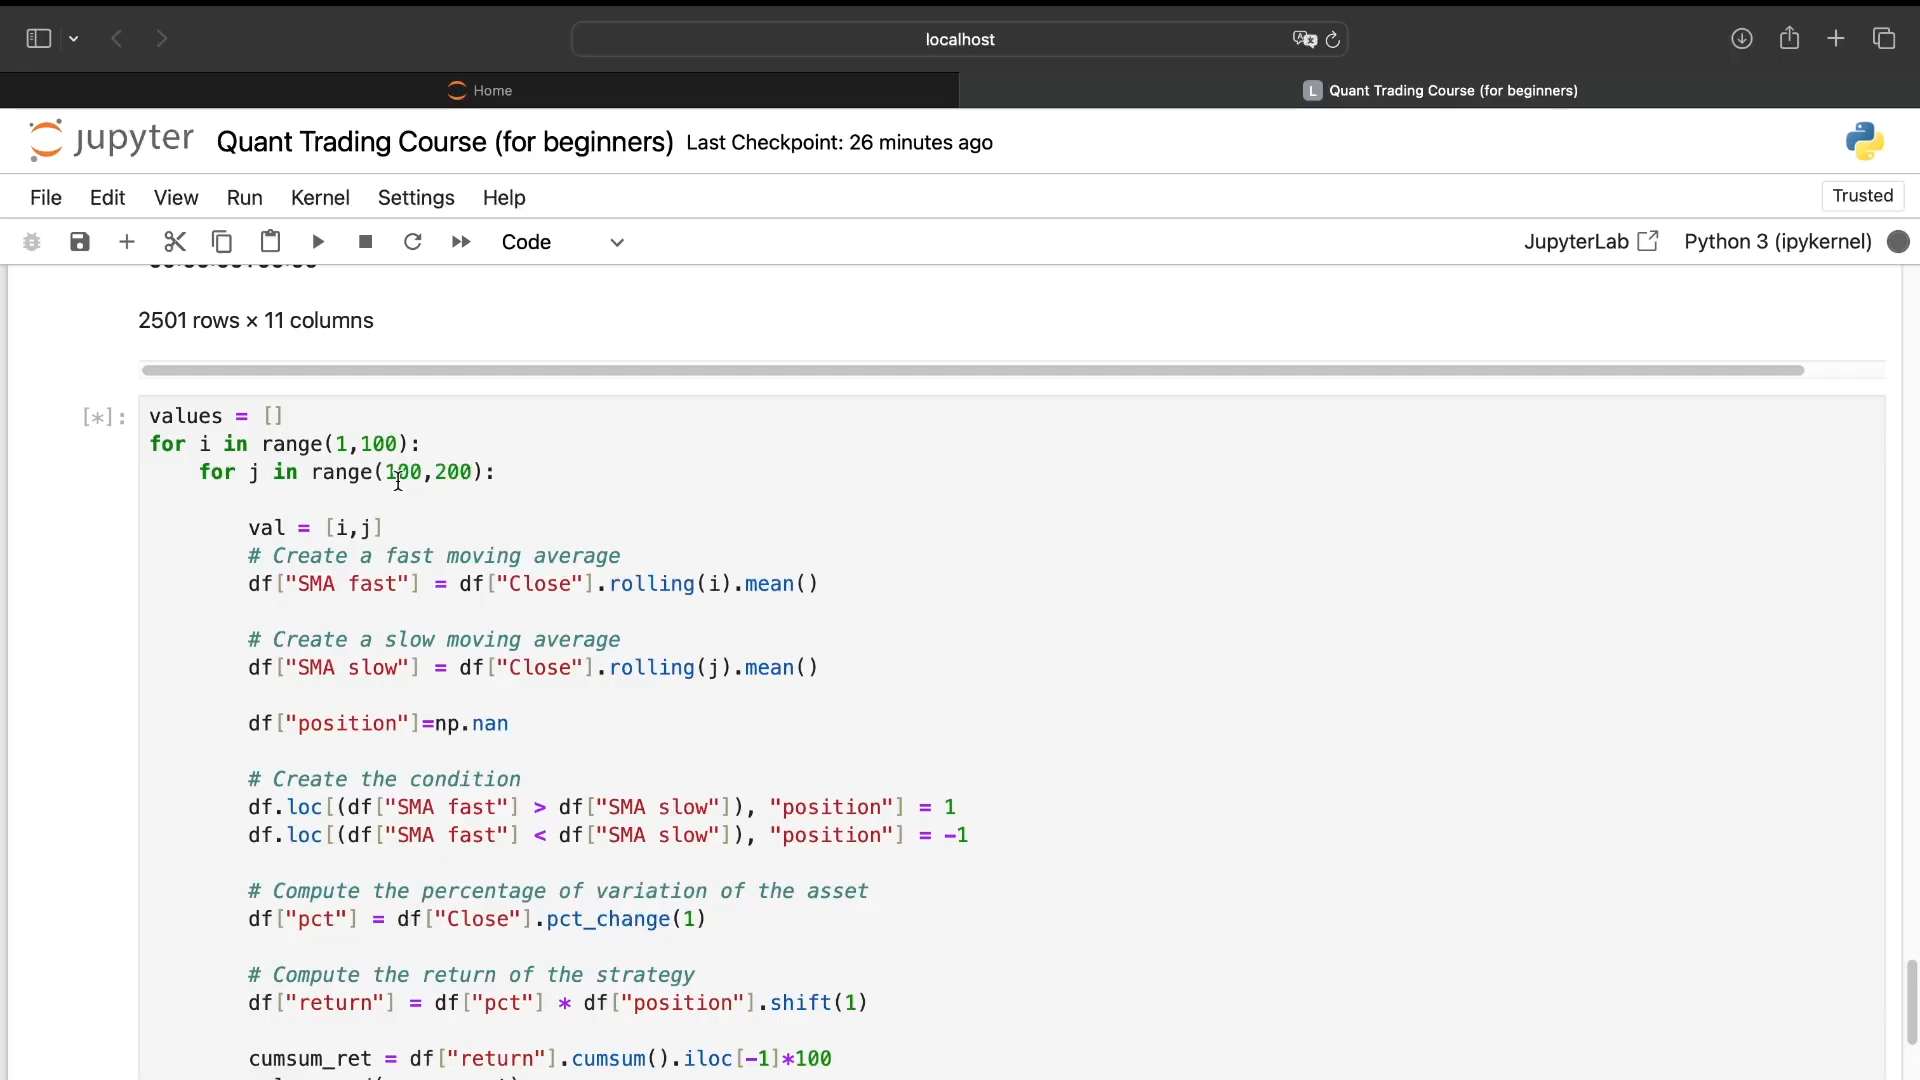 localhost
Home
L Quant Trading Course (for beginners)
jupyter Quant Trading Course (for beginners) Last Checkpoint: 26 minutes ago
File Edit View Run Kernel Settings Help Trusted
Code JupyterLab Python 3 (ipykernel)
2501 rows × 11 columns
[*]: values = []
for i in range(1,100):
for j in range(100,200):
val = [i,j]
# Create a fast moving average
df["SMA fast"] = df["Close"].rolling(i).mean()
# Create a slow moving average
df["SMA slow"] = df["Close"].rolling(j).mean()
df["position"]=np.nan
# Create the condition
df.loc[(df["SMA fast"] > df["SMA slow"]), "position"] = 1
df.loc[(df["SMA fast"] < df["SMA slow"]), "position"] = -1
# Compute the percentage of variation of the asset
df["pct"] = df["Close"].pct_change(1)
# Compute the return of the strategy
df["return"] = df["pct"] * df["position"].shift(1)
cumsum_ret = df["return"].cumsum().iloc[-1]*100